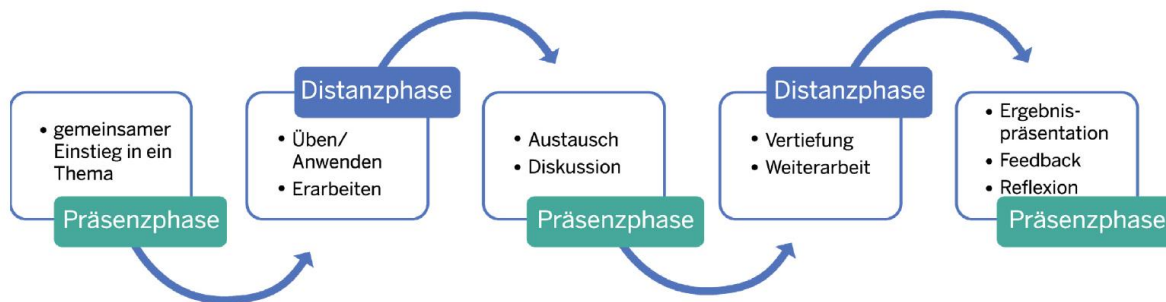 • gemeinsamer
Einstieg in ein
Thema
Präsenzphase
Distanzphase
• Üben/
Anwenden
• Erarbeiten
• Austausch
• Diskussion
Präsenzphase
Distanzphase
• Vertiefung
• Weiterarbeit
• Ergebnis-
präsentation
• Feedback
• Reflexion
Präsenzphase